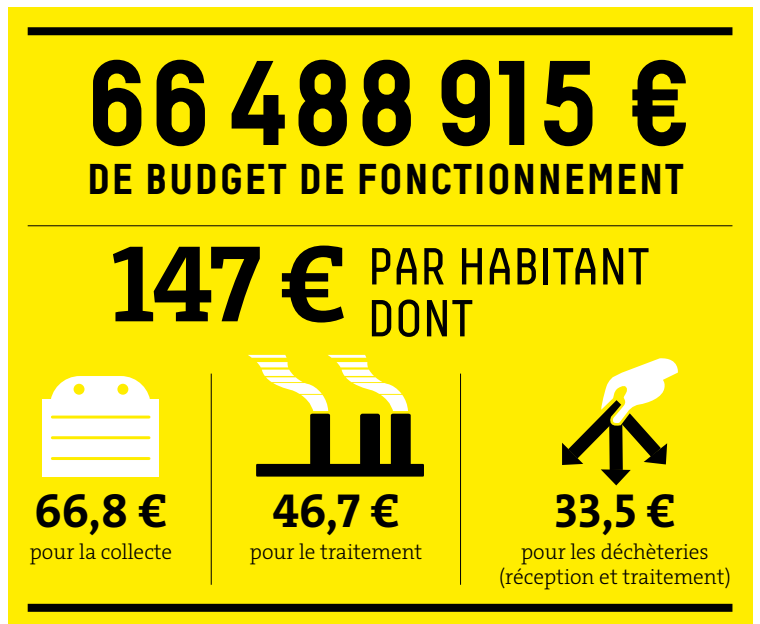 66 488 915 €
DE BUDGET DE FONCTIONNEMENT
147 € PAR HABITANT
DONT
66,8 €
pour la collecte
46,7 €
pour le traitement
33,5 €
pour les déchèteries
(réception et traitement)